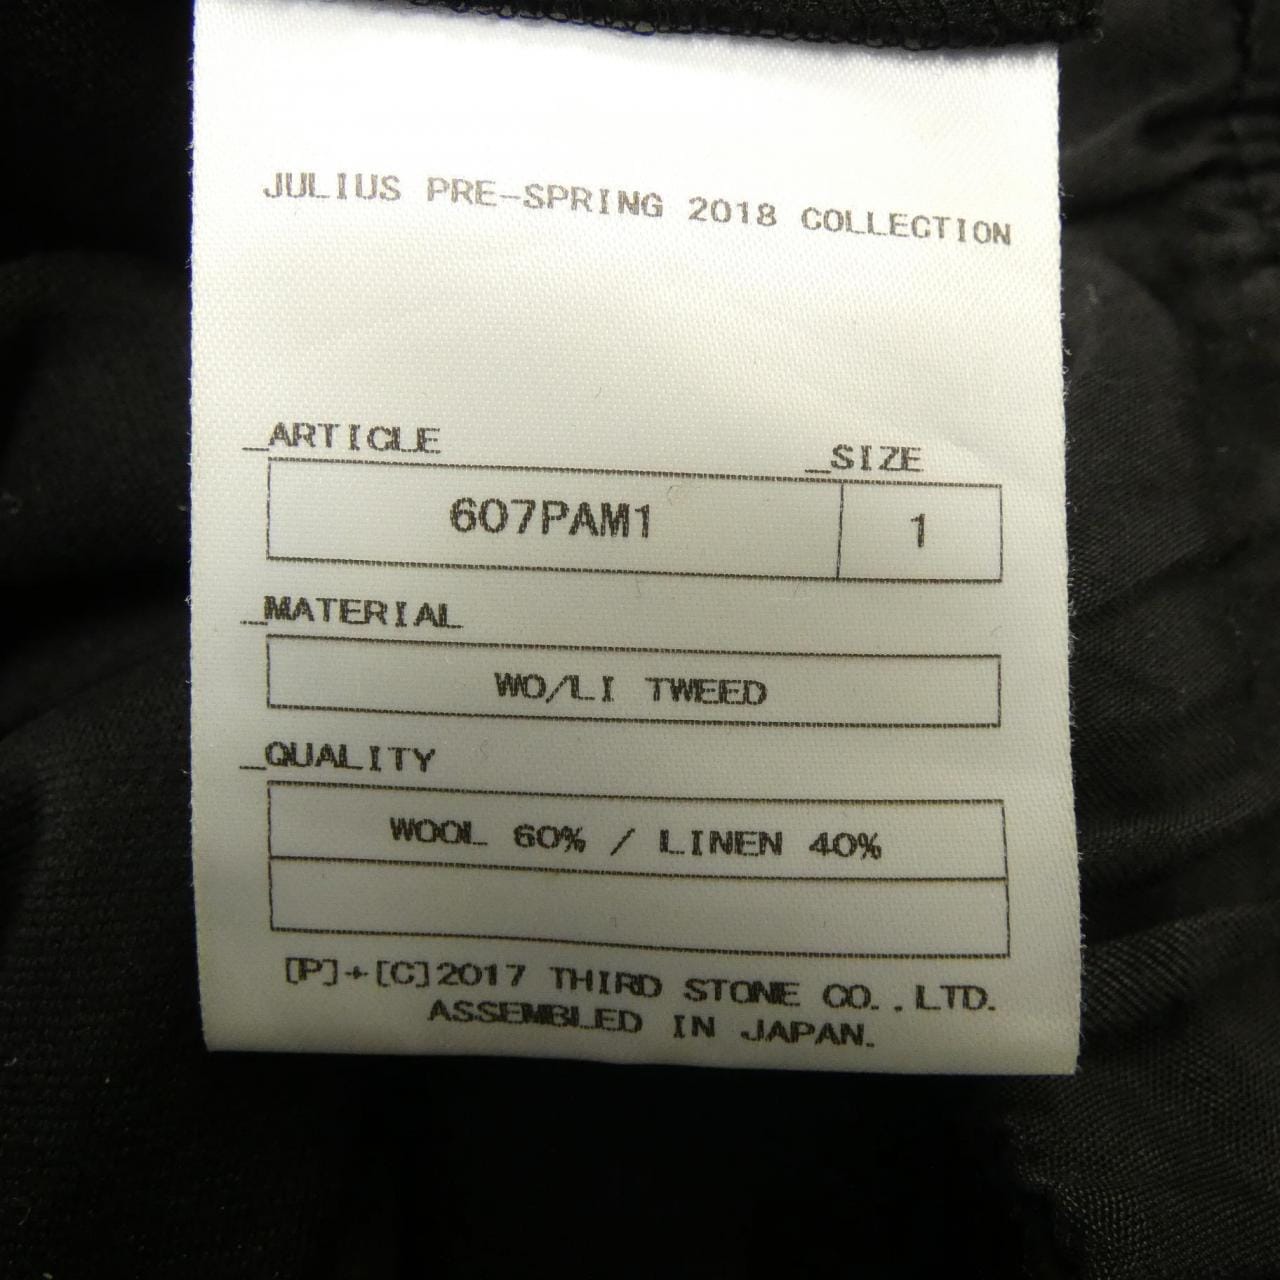 JULIUS PRE-SPRING 2018 COLLECTION
_ARTICLE _SIZE
607PAM1 1
_MATERIAL
WO/LI TWEED
_QUALITY
WOOL 60% / LINEN 40%
[P]+[C]2017 THIRD STONE CO.,LTD.
ASSEMBLED IN JAPAN.